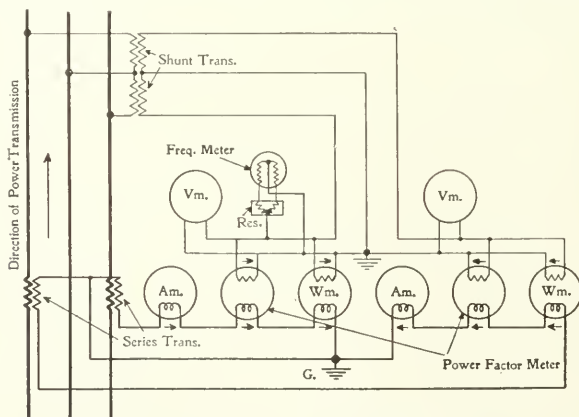 Shunt Trans.
Direction of Power Transmission
Freq. Meter
Vm.
Vm.
Res.
Am.
Wm.
Am.
Wm.
Series Trans.
Power Factor Meter
G.